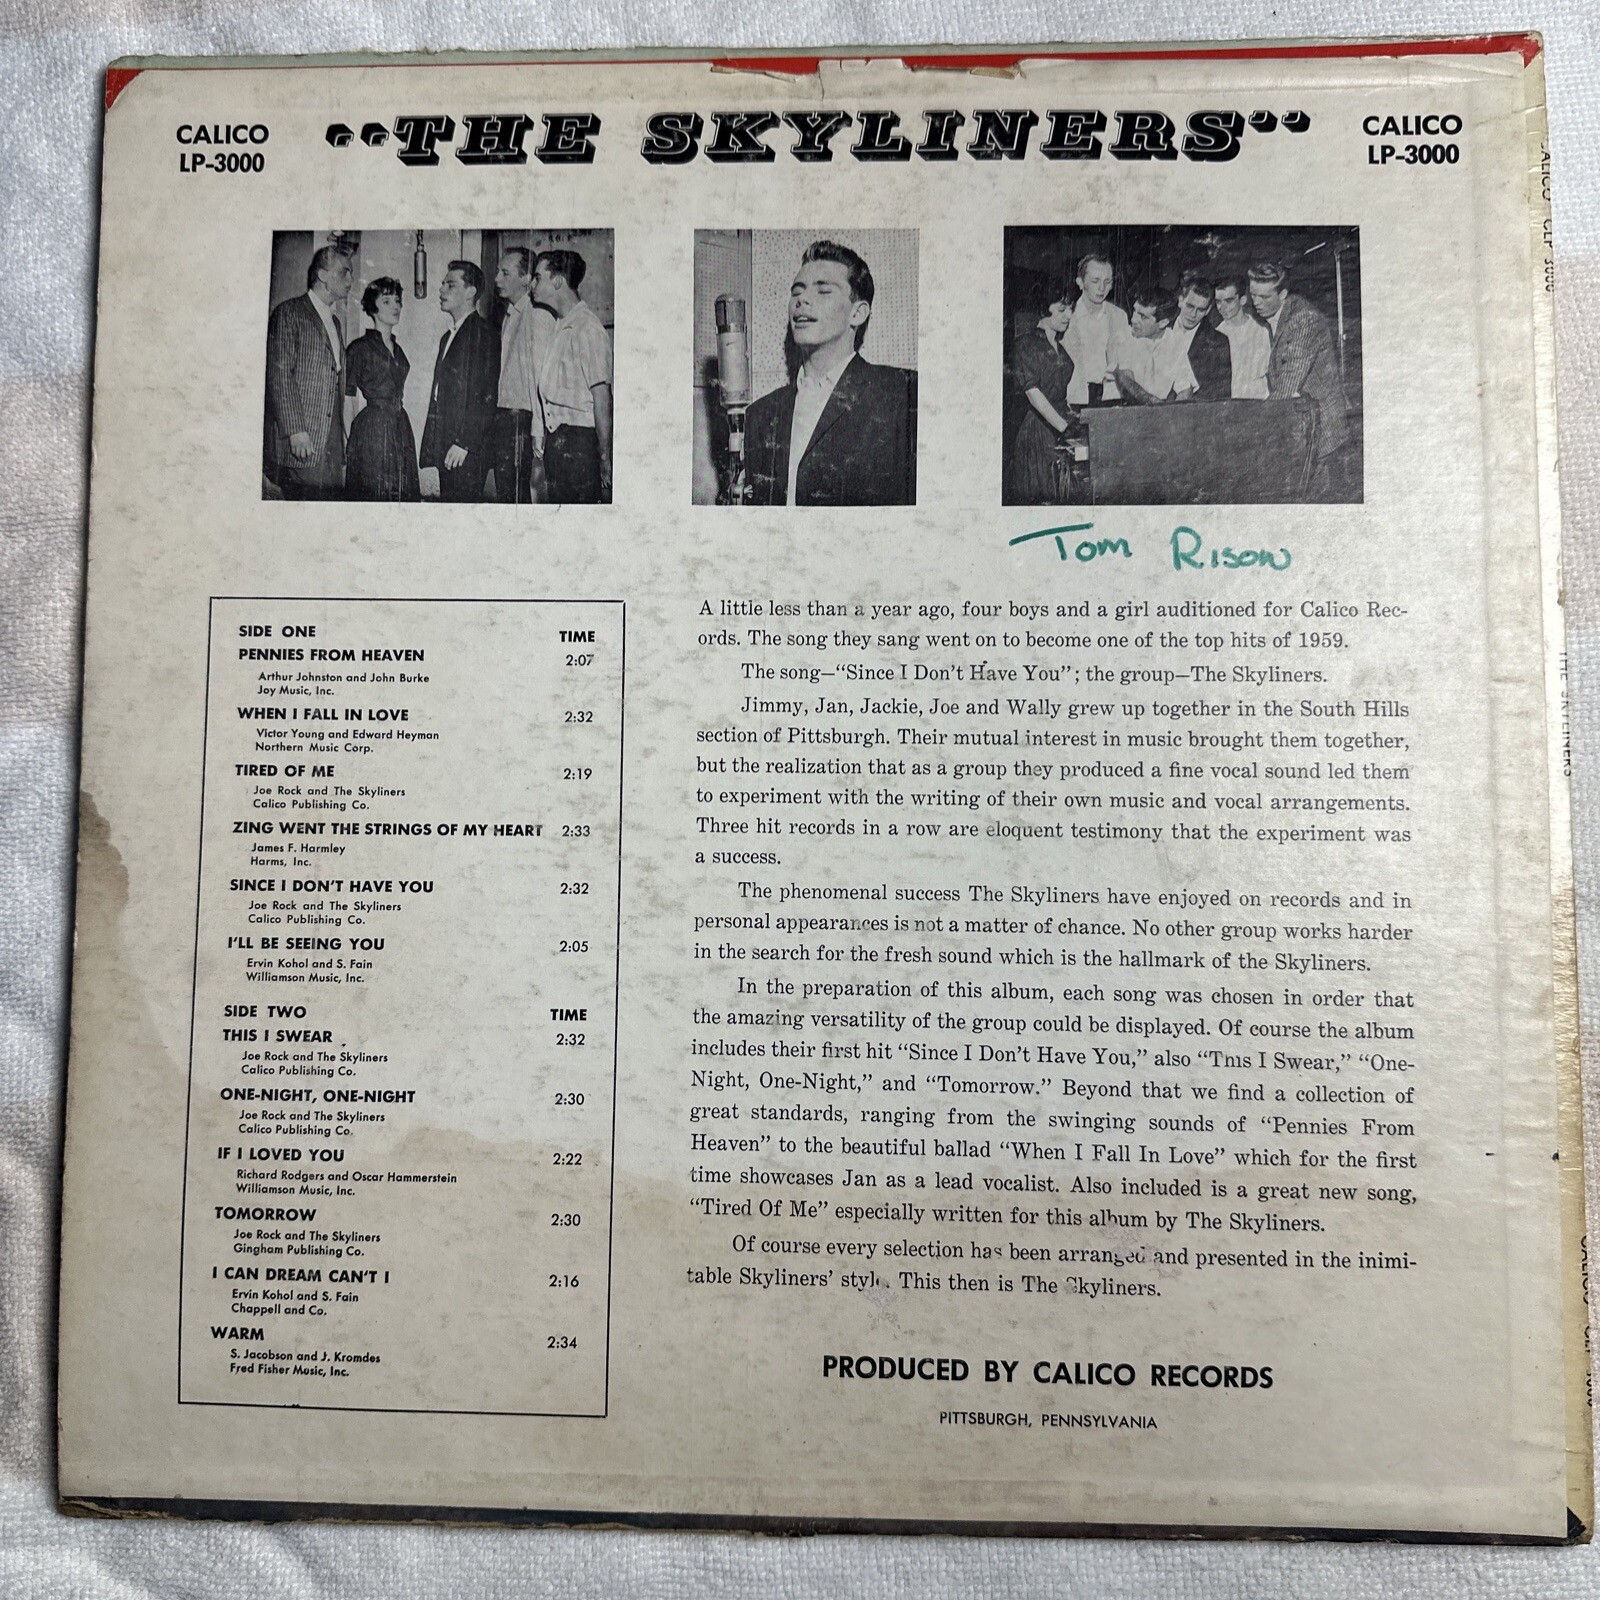 CALICO
LP-3000
"THE SKYLINERS"
CALICO
LP-3000
Tom Rison
SIDE ONE TIME
PENNIES FROM HEAVEN 2:07
Arthur Johnston and John Burke
Joy Music, Inc.
WHEN I FALL IN LOVE 2:32
Victor Young and Edward Heyman
Northern Music Corp.
TIRED OF ME 2:19
Joe Rock and The Skyliners
Calico Publishing Co.
ZING WENT THE STRINGS OF MY HEART 2:33
James F. Harmley
Harms, Inc.
SINCE I DON'T HAVE YOU 2:32
Joe Rock and The Skyliners
Calico Publishing Co.
I'LL BE SEEING YOU 2:05
Ervin Kohol and S. Fain
Williamson Music, Inc.
SIDE TWO TIME
THIS I SWEAR 2:32
Joe Rock and The Skyliners
Calico Publishing Co.
ONE-NIGHT, ONE-NIGHT 2:30
Joe Rock and The Skyliners
Calico Publishing Co.
IF I LOVED YOU 2:22
Richard Rodgers and Oscar Hammerstein
Williamson Music, Inc.
TOMORROW 2:30
Joe Rock and The Skyliners
Gingham Publishing Co.
I CAN DREAM CAN'T I 2:16
Ervin Kohol and S. Fain
Chappell and Co.
WARM 2:34
S. Jacobson and J. Kromdes
Fred Fisher Music, Inc.
A little less than a year ago, four boys and a girl auditioned for Calico Rec-
ords. The song they sang went on to become one of the top hits of 1959.
The song—"Since I Don't Have You"; the group—The Skyliners.
Jimmy, Jan, Jackie, Joe and Wally grew up together in the South Hills
section of Pittsburgh. Their mutual interest in music brought them together,
but the realization that as a group they produced a fine vocal sound led them
to experiment with the writing of their own music and vocal arrangements.
Three hit records in a row are eloquent testimony that the experiment was
a success.
The phenomenal success The Skyliners have enjoyed on records and in
personal appearances is not a matter of chance. No other group works harder
in the search for the fresh sound which is the hallmark of the Skyliners.
In the preparation of this album, each song was chosen in order that
the amazing versatility of the group could be displayed. Of course the album
includes their first hit "Since I Don't Have You," also "This I Swear," "One-
Night, One-Night," and "Tomorrow." Beyond that we find a collection of
great standards, ranging from the swinging sounds of "Pennies From
Heaven" to the beautiful ballad "When I Fall In Love" which for the first
time showcases Jan as a lead vocalist. Also included is a great new song,
"Tired Of Me" especially written for this album by The Skyliners.
Of course every selection has been arranged and presented in the inimi-
table Skyliners' style. This then is The Skyliners.
PRODUCED BY CALICO RECORDS
PITTSBURGH, PENNSYLVANIA
CALICO CLP 3000
THE SKYLINERS
CALICO CLP 3000